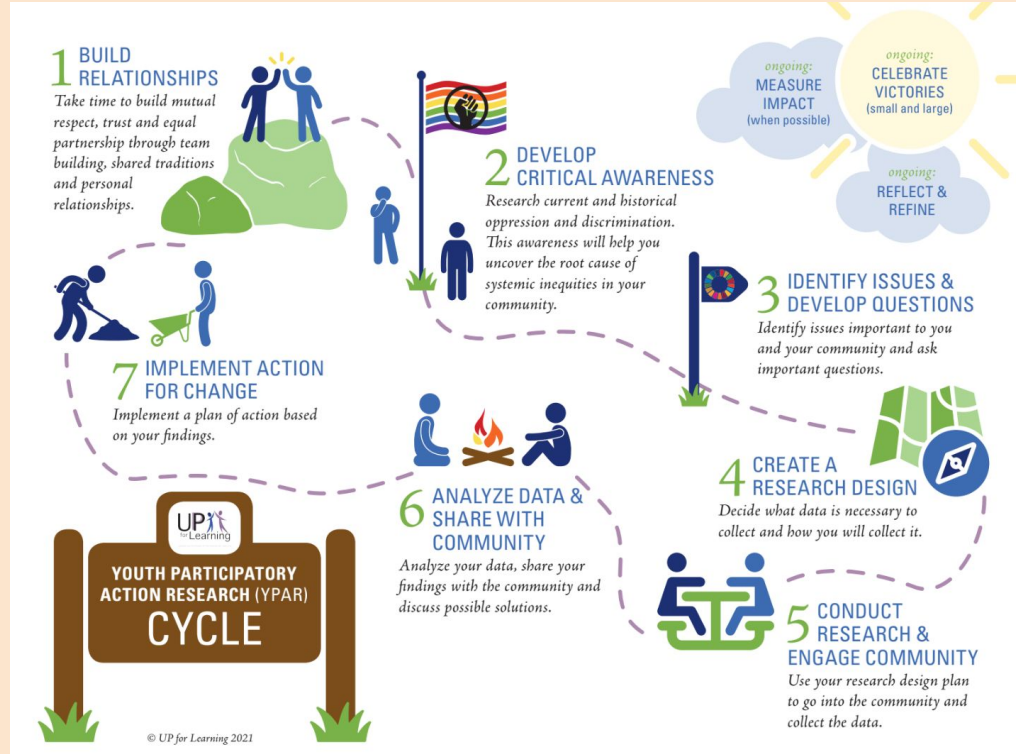 1 BUILD
RELATIONSHIPS
Take time to build mutual
respect, trust and equal
partnership through team
building, shared traditions
and personal
relationships.
ongoing:
MEASURE
IMPACT
(when possible)
ongoing:
CELEBRATE
VICTORIES
(small and large)
ongoing:
REFLECT &
REFINE
2 DEVELOP
CRITICAL AWARENESS
Research current and historical
oppression and discrimination.
This awareness will help you
uncover the root cause of
systemic inequities in your
community.
3 IDENTIFY ISSUES &
DEVELOP QUESTIONS
Identify issues important to you
and your community and ask
important questions.
4 CREATE A
RESEARCH DESIGN
Decide what data is necessary to
collect and how you will collect it.
5 CONDUCT
RESEARCH &
ENGAGE COMMUNITY
Use your research design plan
to go into the community and
collect the data.
6 ANALYZE DATA &
SHARE WITH
COMMUNITY
Analyze your data, share your
findings with the community and
discuss possible solutions.
7 IMPLEMENT ACTION
FOR CHANGE
Implement a plan of action based
on your findings.
UP
for Learning
YOUTH PARTICIPATORY
ACTION RESEARCH (YPAR)
CYCLE
© UP for Learning 2021